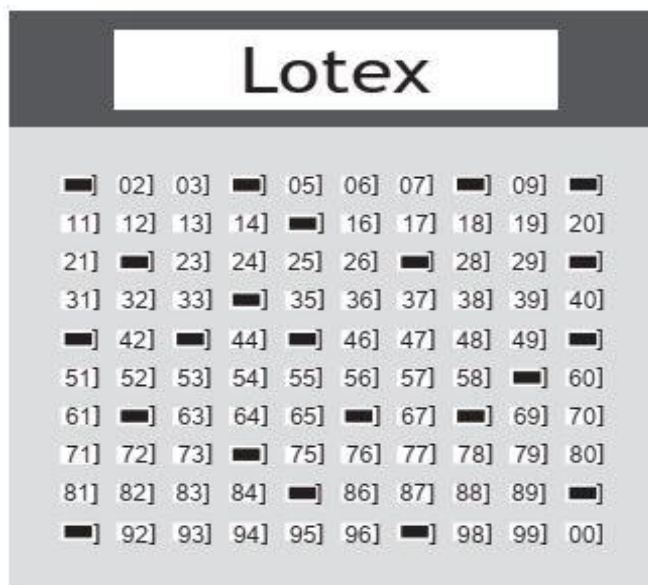 Lotex
] 02] 03] ] 05] 06] 07] ] 09] ]
11] 12] 13] 14] ] 16] 17] 18] 19] 20]
21] ] 23] 24] 25] 26] ] 28] 29] ]
31] 32] 33] ] 35] 36] 37] 38] 39] 40]
] 42] ] 44] ] 46] 47] 48] 49] ]
51] 52] 53] 54] 55] 56] 57] 58] ] 60]
61] ] 63] 64] 65] ] 67] ] 69] 70]
71] 72] 73] ] 75] 76] 77] 78] 79] 80]
81] 82] 83] 84] ] 86] 87] 88] 89] ]
] 92] 93] 94] 95] 96] ] 98] 99] 00]